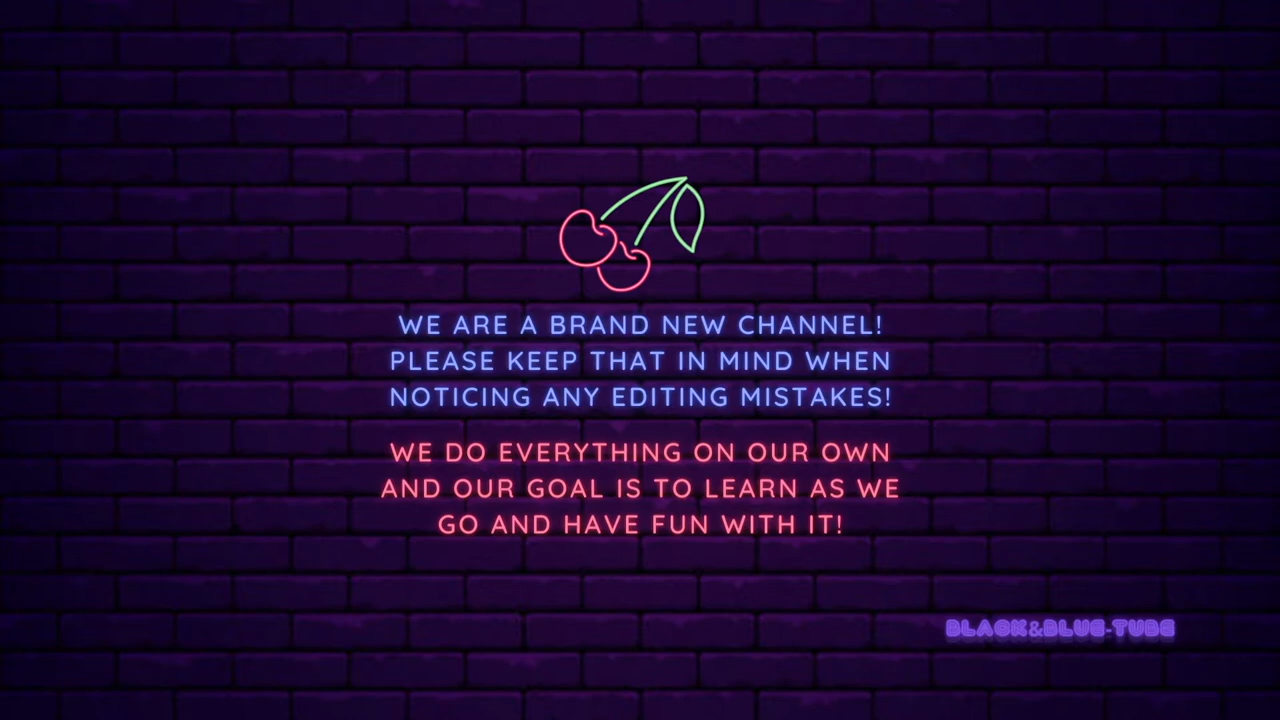 WE ARE A BRAND NEW CHANNEL!
PLEASE KEEP THAT IN MIND WHEN
NOTICING ANY EDITING MISTAKES!
WE DO EVERYTHING ON OUR OWN
AND OUR GOAL IS TO LEARN AS WE
GO AND HAVE FUN WITH IT!
BLACK&BLUE-TUBE